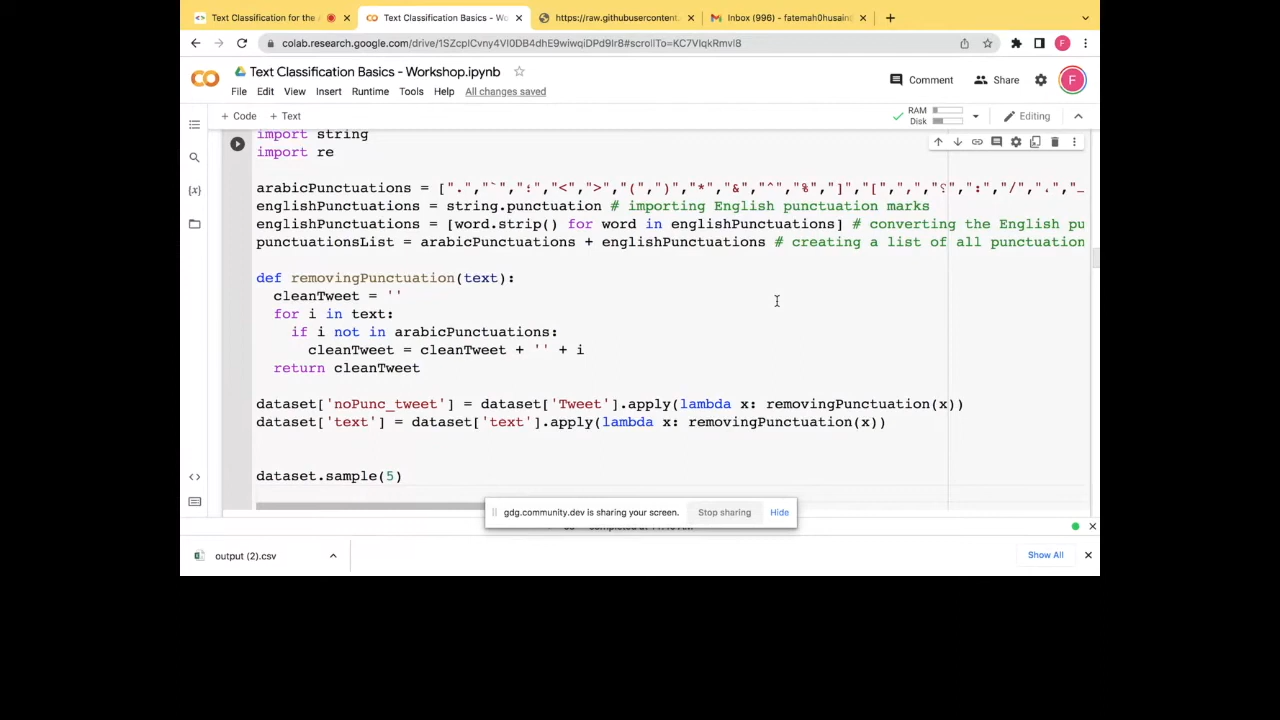 Text Classification for the
Text Classification Basics - Wo
https://raw.githubusercontent.
Inbox (996) - fatemah0husain
colab.research.google.com/drive/1SZcpICvny4Vl0DB4dhE9wiwqiDPd9Ir8#scrollTo=KC7VlqkRmvl8
F
Text Classification Basics - Workshop.ipynb
File Edit View Insert Runtime Tools Help All changes saved
Comment Share F
+ Code + Text
RAM
Disk
Editing
import string
import re
arabicPunctuations = [".","`","؛","<",">","(",")","*","&","^","%","]","[",",","؟",":","/","،","_
englishPunctuations = string.punctuation # importing English punctuation marks
englishPunctuations = [word.strip() for word in englishPunctuations] # converting the English pu
punctuationsList = arabicPunctuations + englishPunctuations # creating a list of all punctuation
def removingPunctuation(text):
cleanTweet = ''
for i in text:
if i not in arabicPunctuations:
cleanTweet = cleanTweet + '' + i
return cleanTweet
dataset['noPunc_tweet'] = dataset['Tweet'].apply(lambda x: removingPunctuation(x))
dataset['text'] = dataset['text'].apply(lambda x: removingPunctuation(x))
dataset.sample(5)
gdg.community.dev is sharing your screen. Stop sharing Hide
output (2).csv
Show All